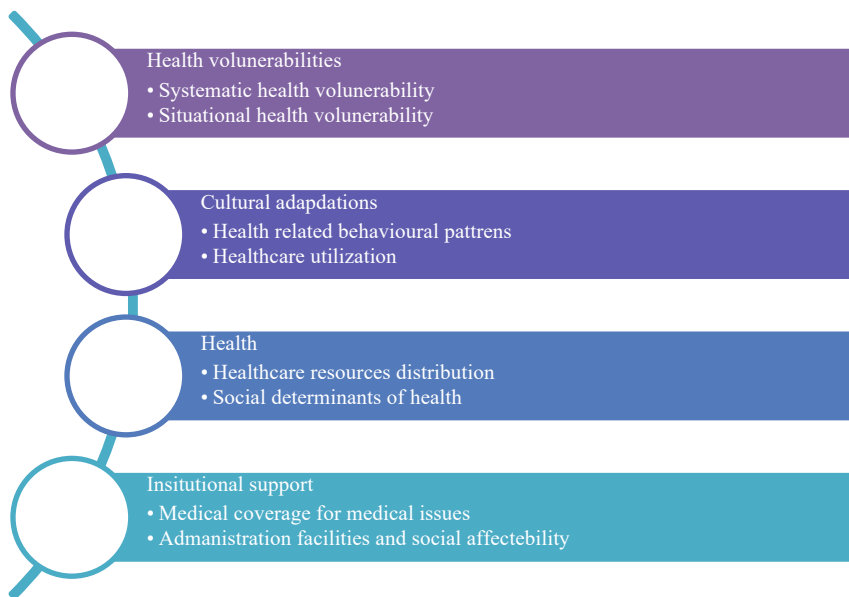 Health volunerabilities
• Systematic health volunerability
• Situational health volunerability
Cultural adapdations
• Health related behavioural pattrens
• Healthcare utilization
Health
• Healthcare resources distribution
• Social determinants of health
Insitutional support
• Medical coverage for medical issues
• Admanistration facilities and social affectebility